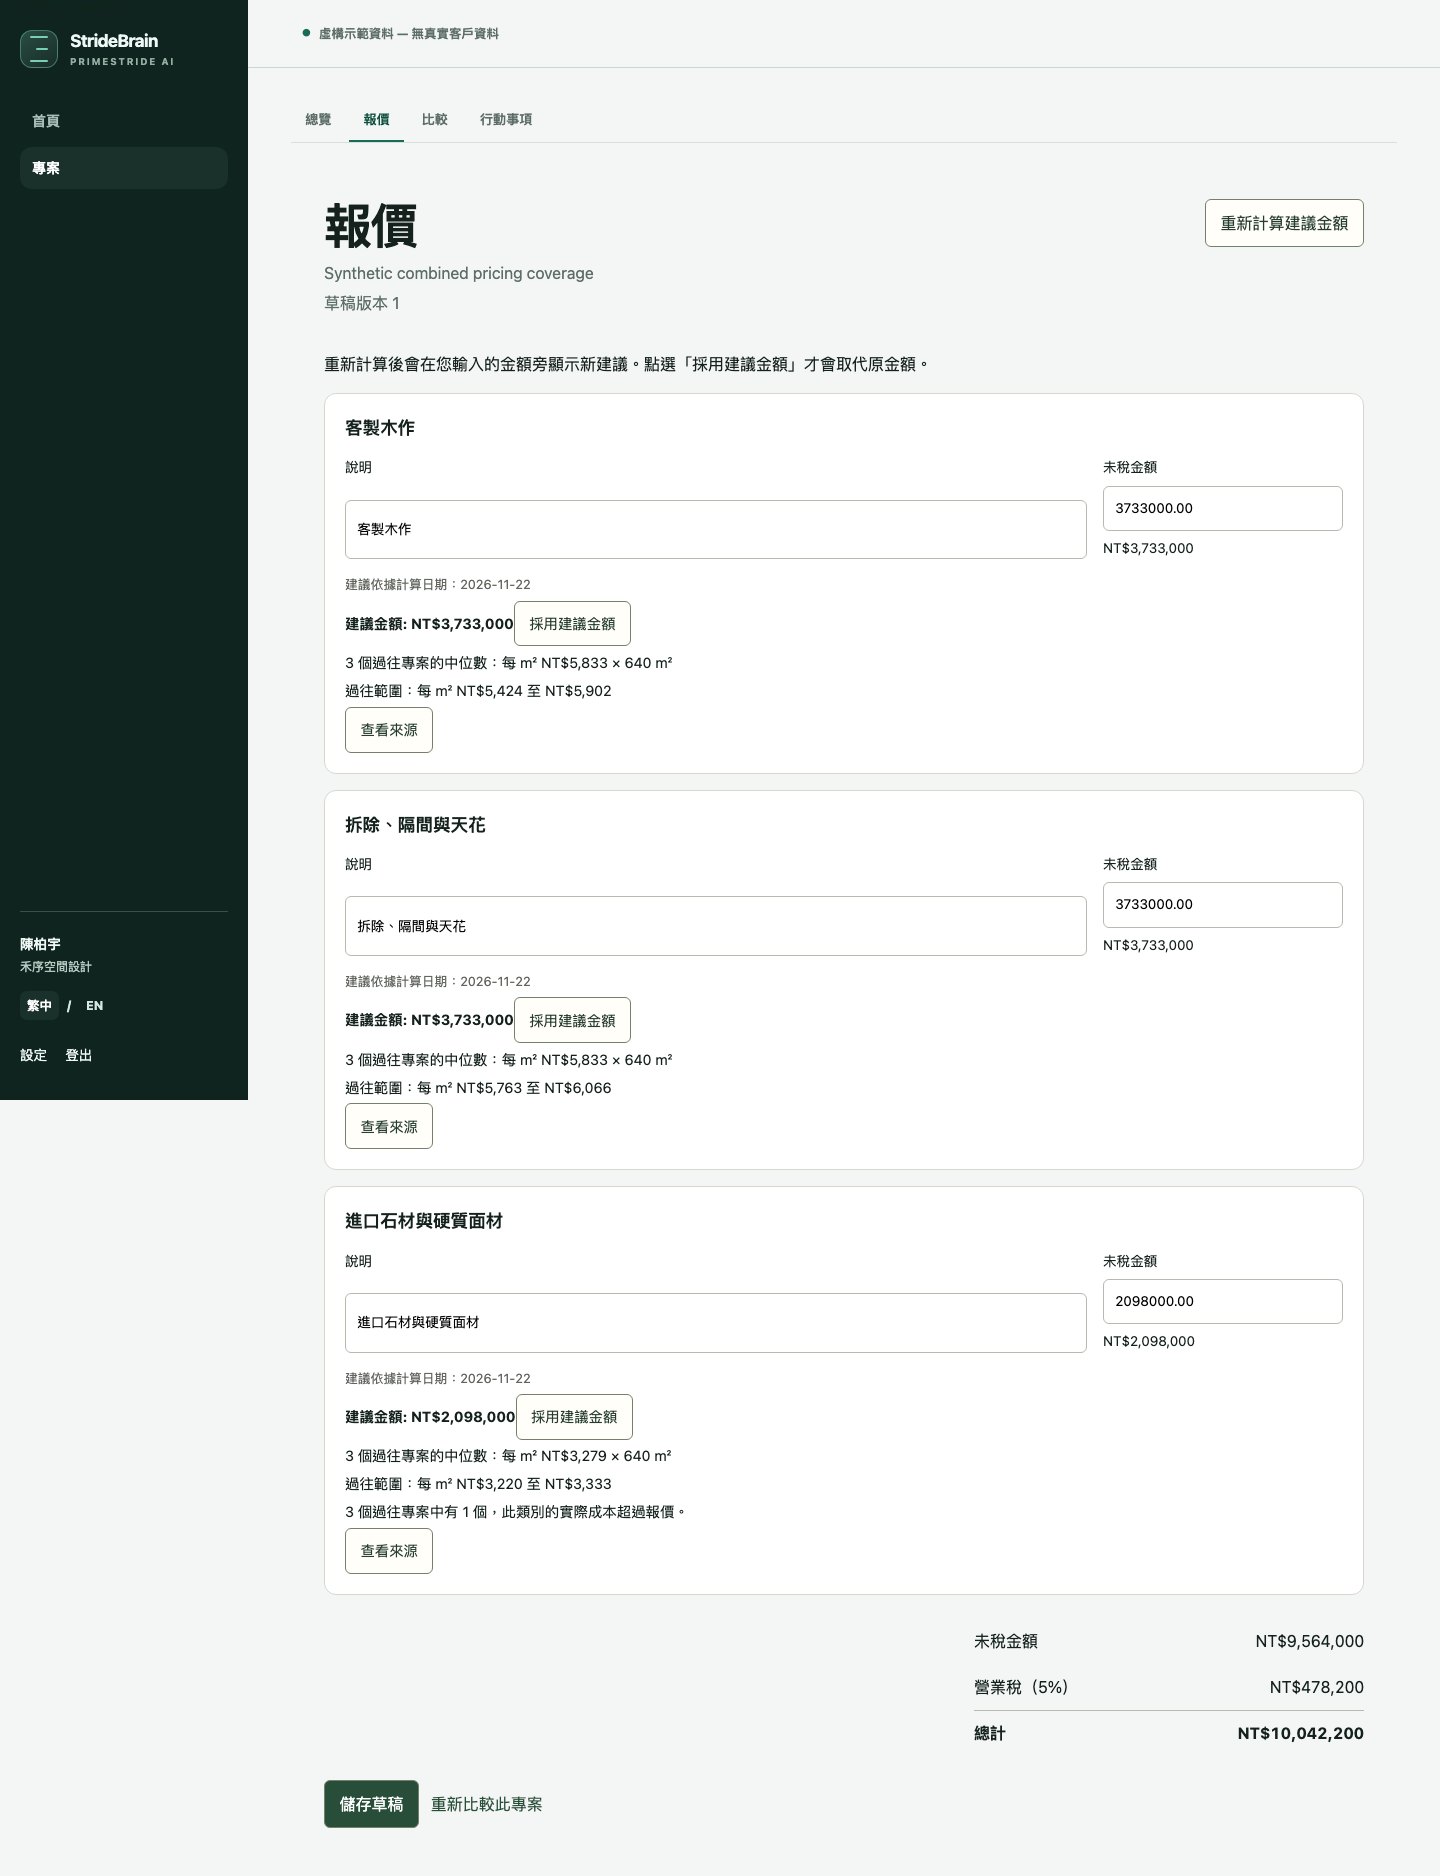 StrideBrain
PRIMESTRIDE AI
首頁
專案
陳柏宇
禾序空間設計
繁中 / EN
設定 登出
虛構示範資料 — 無真實客戶資料
總覽 報價 比較 行動事項
報價
重新計算建議金額
Synthetic combined pricing coverage
草稿版本 1
重新計算後會在您輸入的金額旁顯示新建議。點選「採用建議金額」才會取代原金額。
客製木作
說明 未稅金額
客製木作 3733000.00
NT$3,733,000
建議依據計算日期：2026-11-22
建議金額: NT$3,733,000 採用建議金額
3 個過往專案的中位數：每 m² NT$5,833 × 640 m²
過往範圍：每 m² NT$5,424 至 NT$5,902
查看來源
拆除、隔間與天花
說明 未稅金額
拆除、隔間與天花 3733000.00
NT$3,733,000
建議依據計算日期：2026-11-22
建議金額: NT$3,733,000 採用建議金額
3 個過往專案的中位數：每 m² NT$5,833 × 640 m²
過往範圍：每 m² NT$5,763 至 NT$6,066
查看來源
進口石材與硬質面材
說明 未稅金額
進口石材與硬質面材 2098000.00
NT$2,098,000
建議依據計算日期：2026-11-22
建議金額: NT$2,098,000 採用建議金額
3 個過往專案的中位數：每 m² NT$3,279 × 640 m²
過往範圍：每 m² NT$3,220 至 NT$3,333
3 個過往專案中有 1 個，此類別的實際成本超過報價。
查看來源
未稅金額 NT$9,564,000
營業稅（5%） NT$478,200
總計 NT$10,042,200
儲存草稿 重新比較此專案